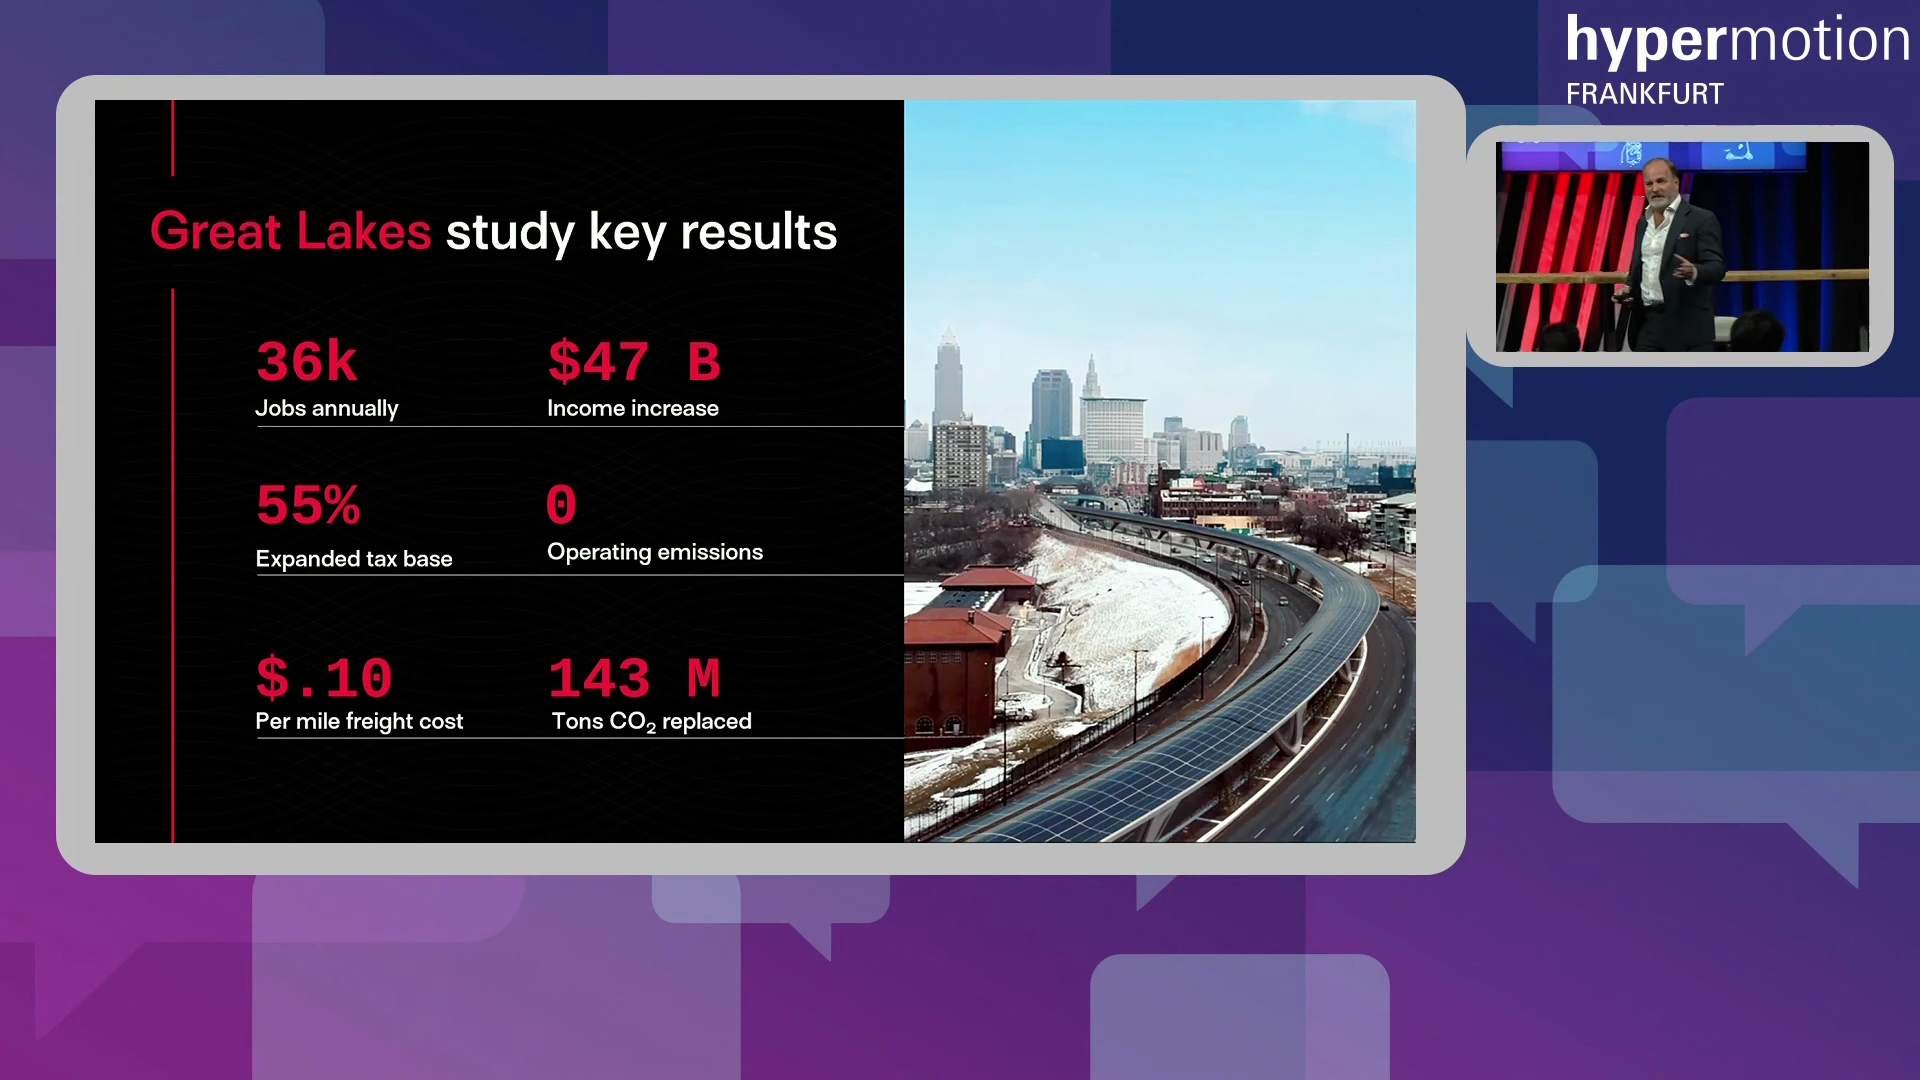 hypermotion
FRANKFURT
Great Lakes study key results
36k
Jobs annually
$47 B
Income increase
55%
Expanded tax base
0
Operating emissions
$.10
Per mile freight cost
143 M
Tons CO₂ replaced